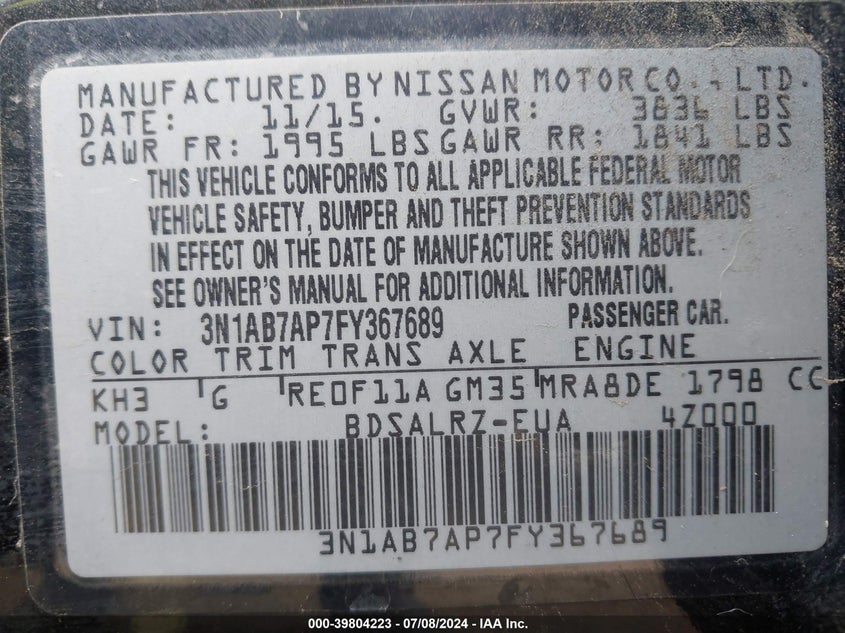 MANUFACTURED BY NISSAN MOTOR CO., LTD.
DATE: 11/15. GVWR: 3836 LBS
GAWR FR: 1995 LBS GAWR RR: 1841 LBS
THIS VEHICLE CONFORMS TO ALL APPLICABLE FEDERAL MOTOR
VEHICLE SAFETY, BUMPER AND THEFT PREVENTION STANDARDS
IN EFFECT ON THE DATE OF MANUFACTURE SHOWN ABOVE.
SEE OWNER'S MANUAL FOR ADDITIONAL INFORMATION.
VIN: 3N1AB7AP7FY367689 PASSENGER CAR.
COLOR TRIM TRANS AXLE ENGINE
KH3 G RE0F11A GM35 MRA8DE 1798 CC
MODEL: BDSALRZ-EUA 4Z000
3N1AB7AP7FY367689
000-39804223 - 07/08/2024 - © IAA, Inc.